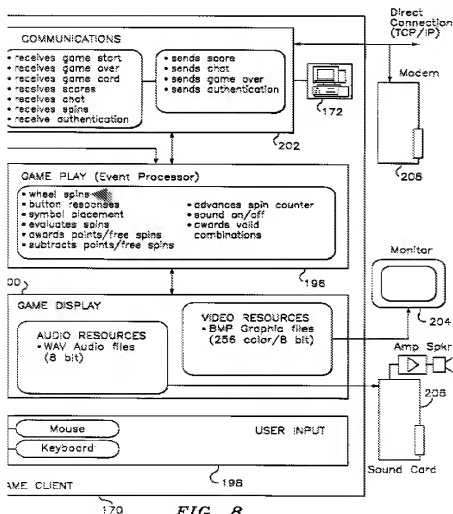 Direct
Connection
(TCP/IP)
COMMUNICATIONS
• receives game start
• receives game over
• receives game card
• receives scores
• receives chat
• receives spins
• receive authentication
• sends score
• sends chat
• sends game over
• sends authentication
172
202
Modem
208
GAME PLAY (Event Processor)
• wheel spins
• button responses
• symbol placement
• evaluates spins
• awards points/free spins
• subtracts points/free spins
• advances spin counter
• sound on/off
• awards valid
combinations
196
Monitor
204
00
GAME DISPLAY
AUDIO RESOURCES
• WAV Audio files
(8 bit)
VIDEO RESOURCES
• BMP Graphic files
(256 color/8 bit)
Amp Spkr
206
Sound Card
Mouse
Keyboard
USER INPUT
198
AME CLIENT
170
FIG. 8